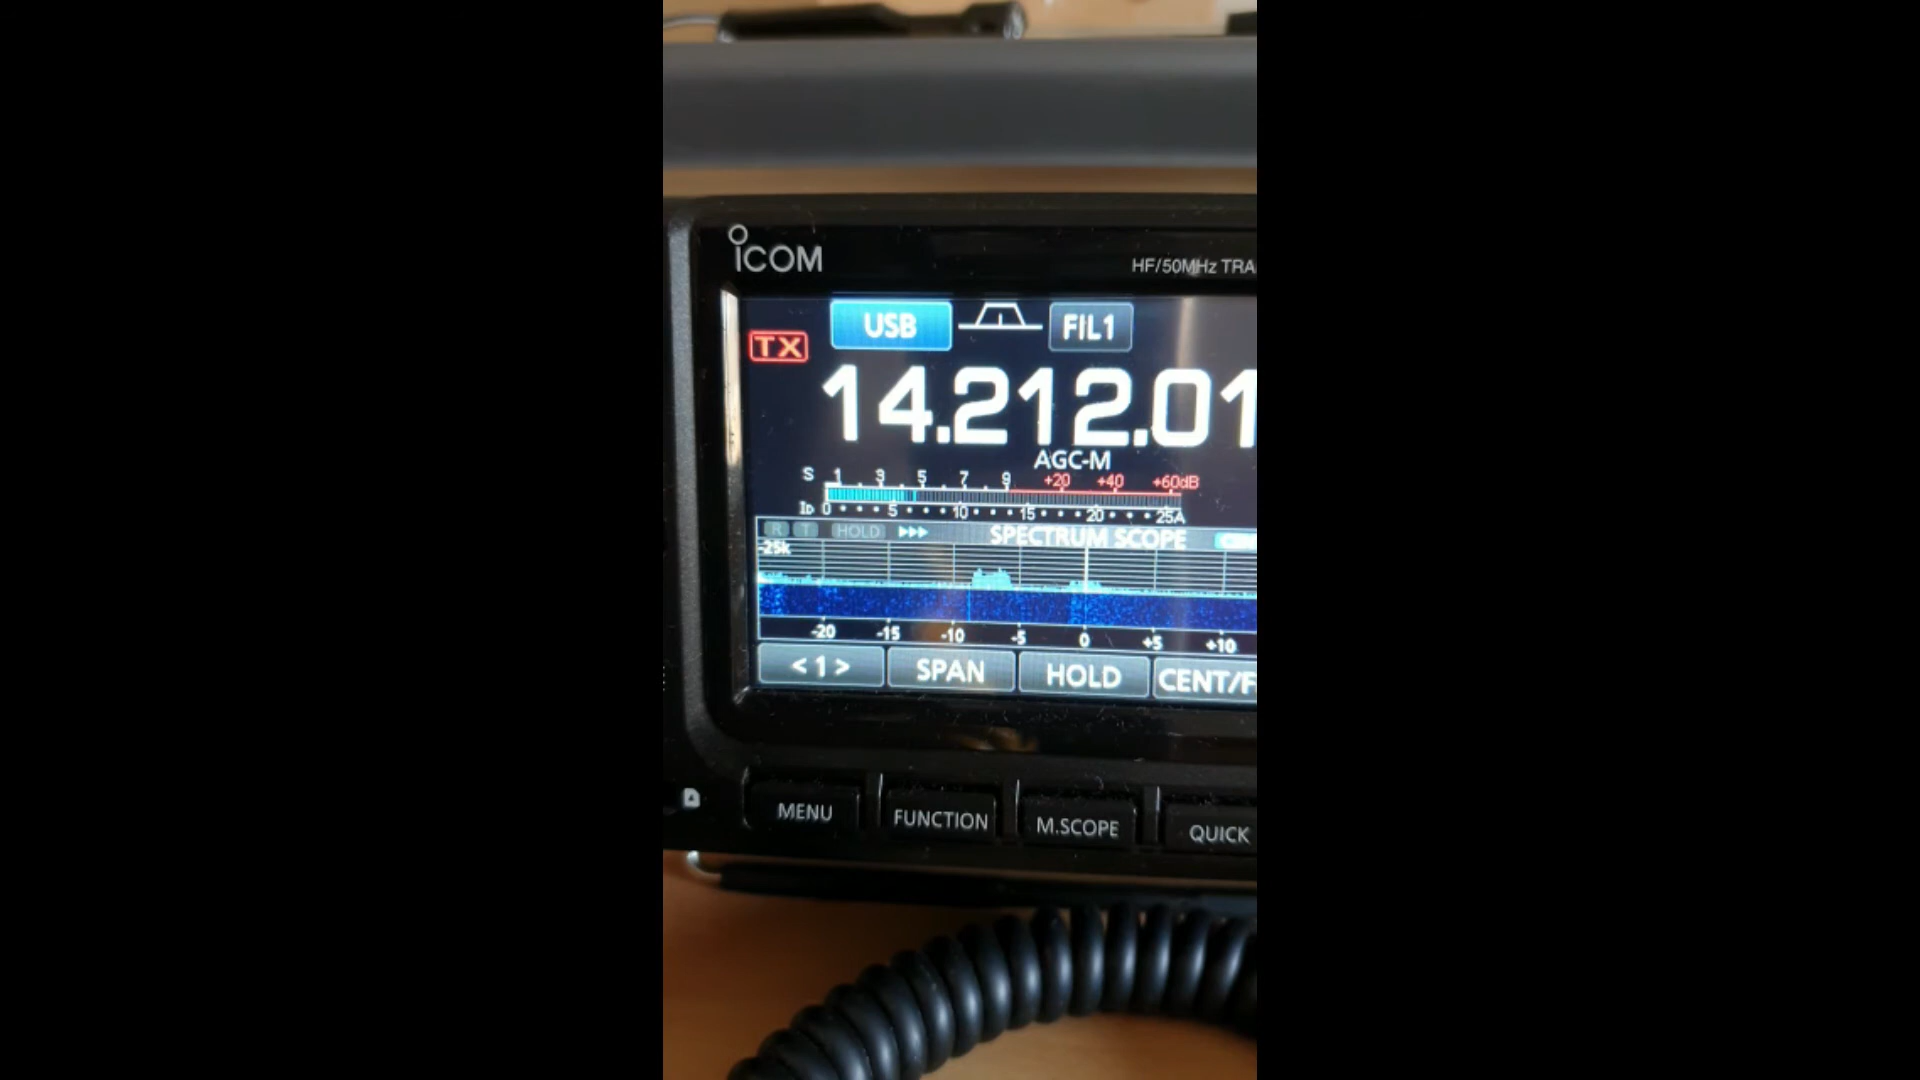 ICOM
HF/50MHz TRA
USB FIL1
TX
14.212.01
AGC-M
S 1 3 5 7 9 +20 +40 +60dB
ID 0 5 10 15 20 25A
R T HOLD SPECTRUM SCOPE
-25k
-20 -15 -10 -5 0 +5 +10
<1> SPAN HOLD CENT/F
MENU FUNCTION M.SCOPE QUICK